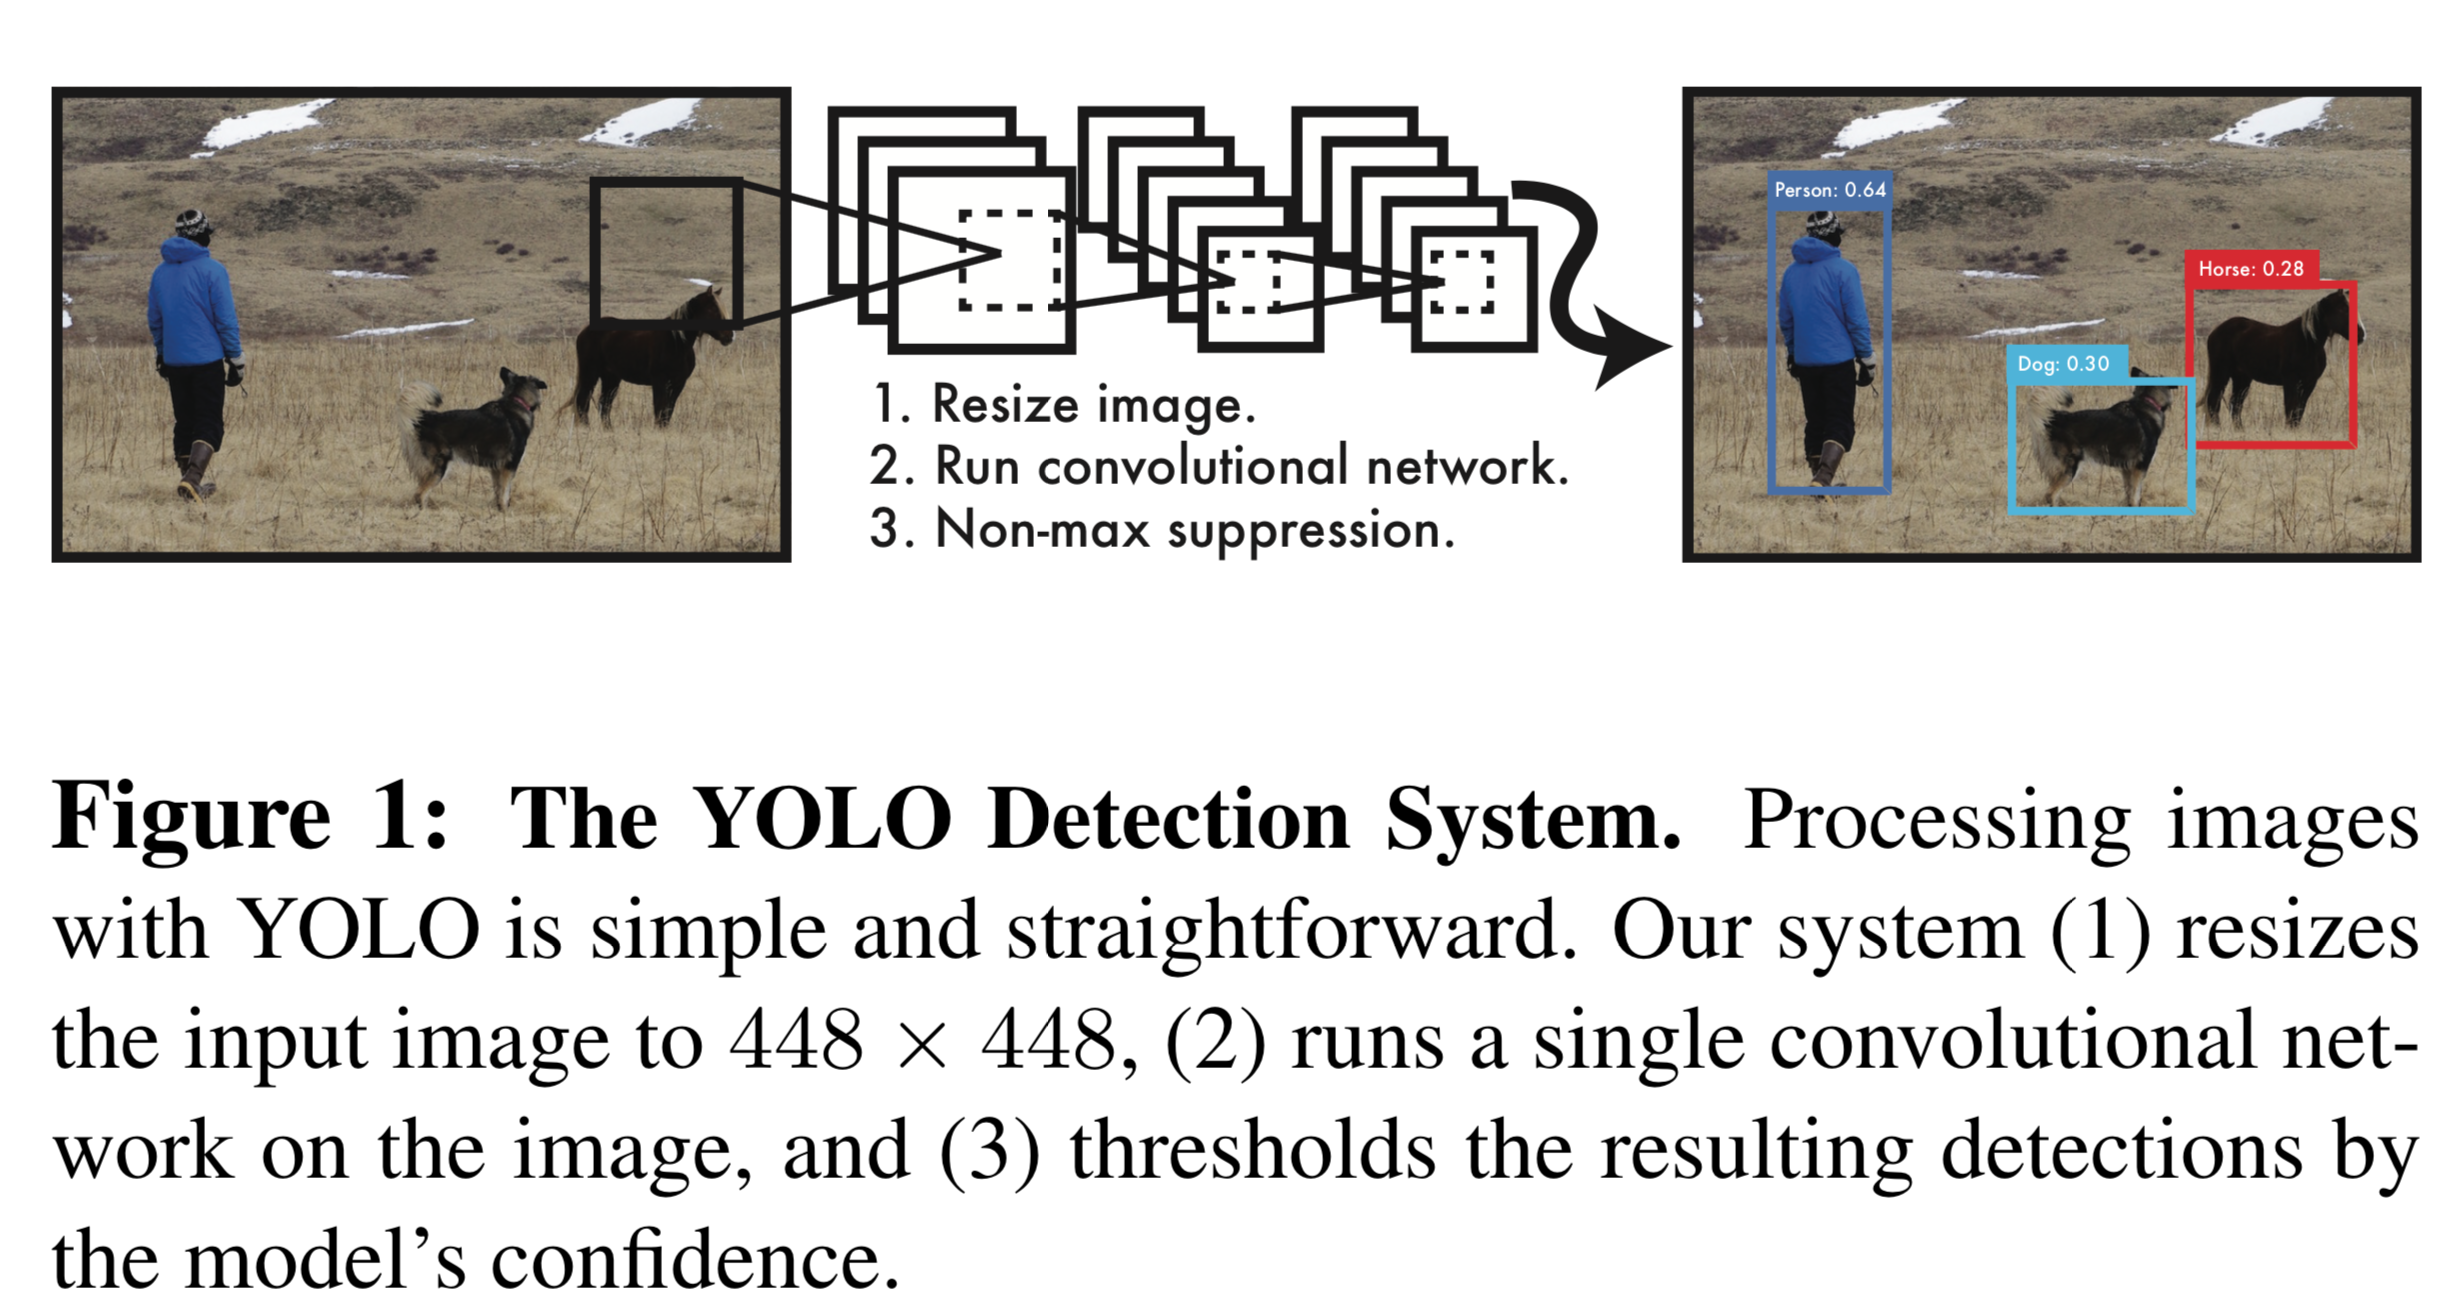 Person: 0.64
Horse: 0.28
Dog: 0.30
1. Resize image.
2. Run convolutional network.
3. Non-max suppression.
Figure 1: The YOLO Detection System. Processing images
with YOLO is simple and straightforward. Our system (1) resizes
the input image to 448 × 448, (2) runs a single convolutional net-
work on the image, and (3) thresholds the resulting detections by
the model’s confidence.